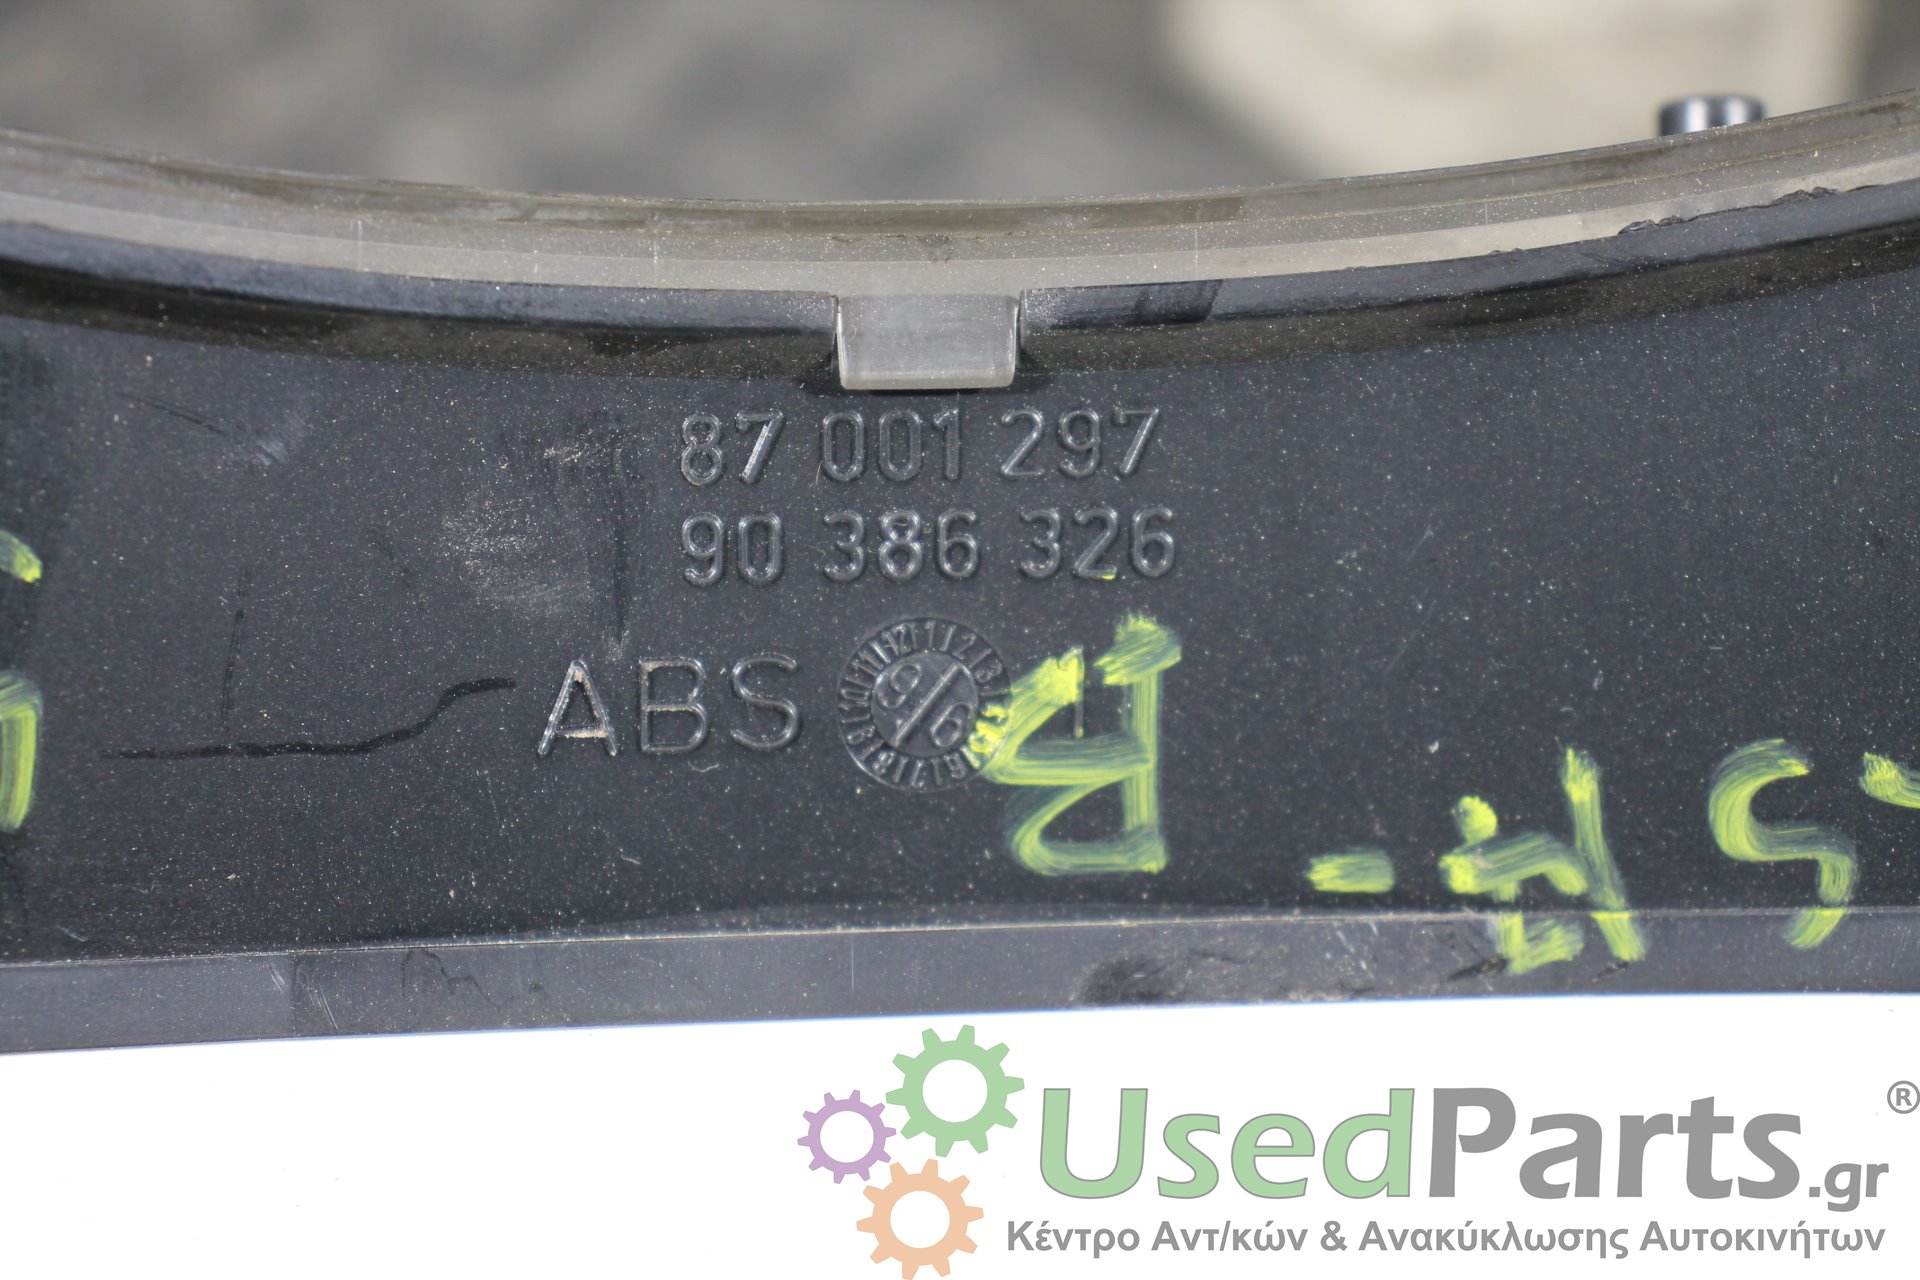 87 001 297
90 386 326
ABS
UsedParts.gr ®
Κέντρο Αντ/κών & Ανακύκλωσης Αυτοκινήτων